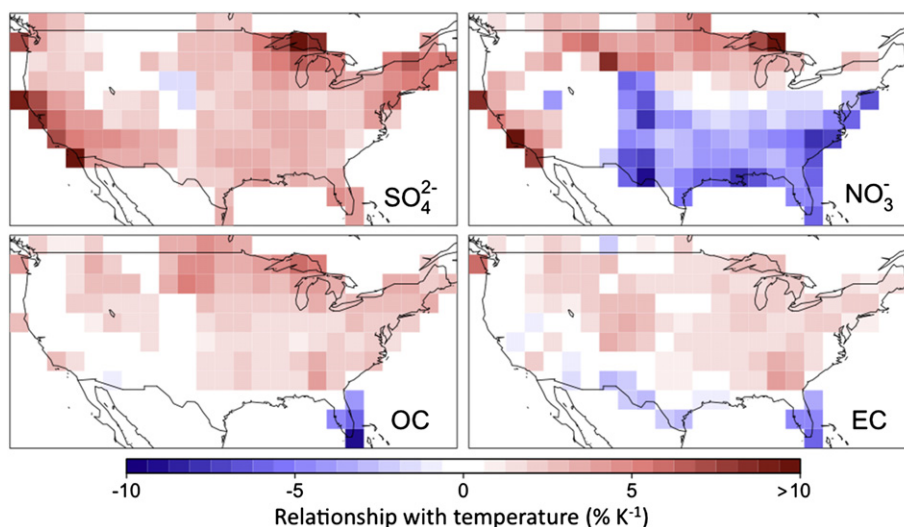 SO₄²⁻
NO₃⁻
OC
EC
-10 -5 0 5 >10
Relationship with temperature (% K⁻¹)